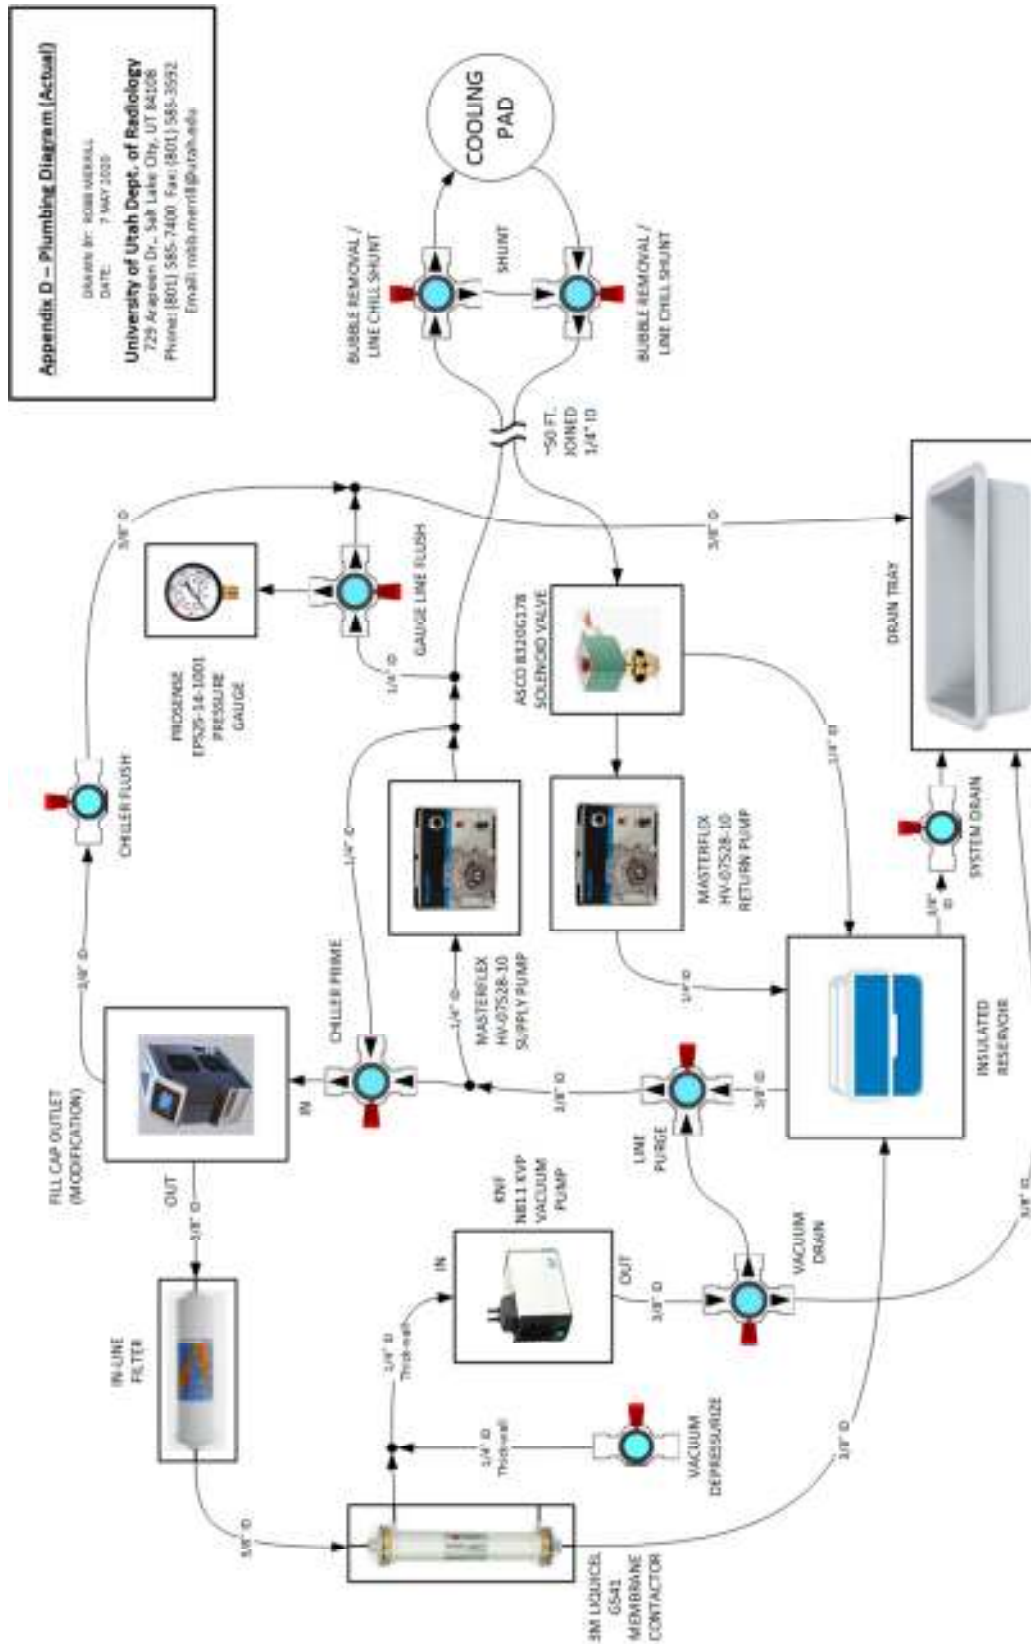 Appendix D – Plumbing Diagram (Actual)
DRAWN BY: ROBB MERRILL
DATE: 7 MAY 2020
University of Utah Dept. of Radiology
729 Arapeen Dr., Salt Lake City, UT 84108
Phone: (801) 585-7400 Fax: (801) 585-3592
Email: robb.merrill@utah.edu
FILL CAP OUTLET
(MODIFICATION)
3/8" ID
CHILLER FLUSH
3/8" ID
OUT
3/8" ID
IN
IN-LINE
FILTER
3/8" ID
PROSENSE
EPS25-14-1001
PRESSURE
GAUGE
GAUGE LINE FLUSH
1/4" ID
1/4" ID
CHILLER PRIME
1/4" ID
MASTERFLEX
HV-07528-10
SUPPLY PUMP
BUBBLE REMOVAL /
LINE CHILL SHUNT
SHUNT
COOLING
PAD
BUBBLE REMOVAL /
LINE CHILL SHUNT
~50 FT.
JOINED
1/4" ID
3M LIQUICEL
G541
MEMBRANE
CONTACTOR
1/4" ID
Thick-wall
1/4" ID
Thick-wall
IN
KNF
N811 KVP
VACUUM
PUMP
OUT
3/8" ID
VACUUM
DEPRESSURIZE
VACUUM
DRAIN
LINE
PURGE
3/8" ID
3/8" ID
ASCO 8320G178
SOLENOID VALVE
MASTERFLIX
HV-07528-10
RETURN PUMP
1/4" ID
1/4" ID
3/8" ID
INSULATED
RESERVOIR
3/8"
ID
SYSTEM DRAIN
3/8" ID
DRAIN TRAY
3/8" ID